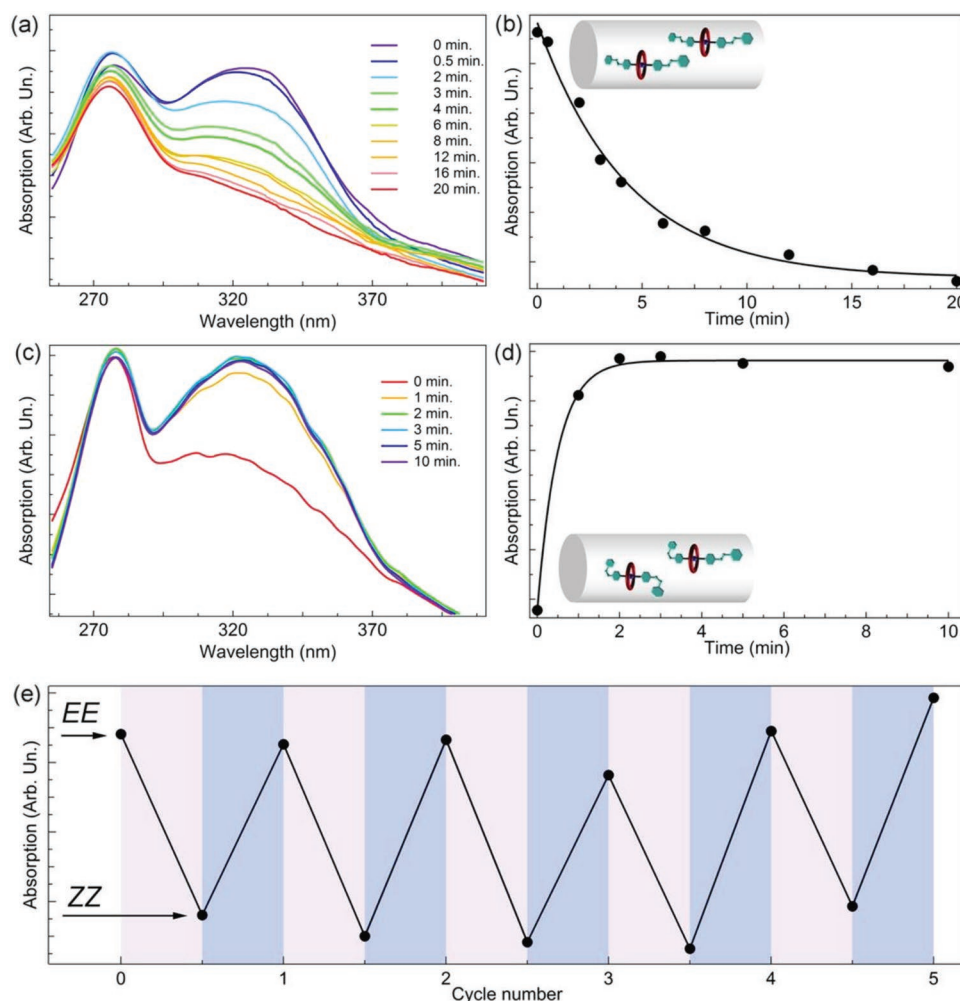 (a)
0 min.
0.5 min.
2 min.
3 min.
4 min.
6 min.
8 min.
12 min.
16 min.
20 min.
Absorption (Arb. Un.)
270 320 370
Wavelength (nm)
(b)
Absorption (Arb. Un.)
0 5 10 15 20
Time (min)
(c)
0 min.
1 min.
2 min.
3 min.
5 min.
10 min.
Absorption (Arb. Un.)
270 320 370
Wavelength (nm)
(d)
Absorption (Arb. Un.)
0 2 4 6 8 10
Time (min)
(e)
EE
ZZ
Absorption (Arb. Un.)
0 1 2 3 4 5
Cycle number